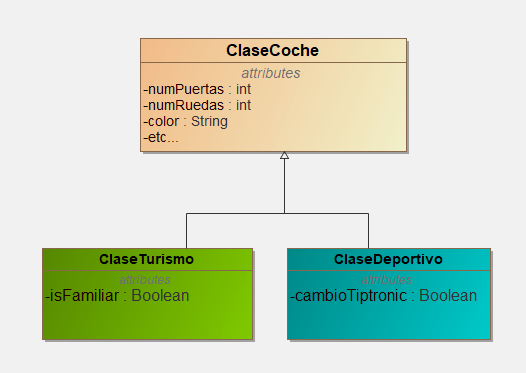 ClaseCoche
attributes
-numPuertas : int
-numRuedas : int
-color : String
-etc...
ClaseTurismo
attributes
-isFamiliar : Boolean
ClaseDeportivo
attributes
-cambioTiptronic : Boolean